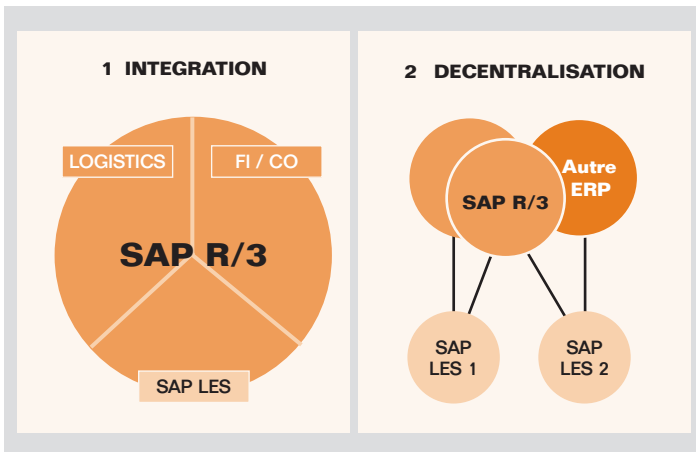 1 INTEGRATION
LOGISTICS
FI / CO
SAP R/3
SAP LES
2 DECENTRALISATION
Autre
ERP
SAP R/3
SAP
LES 1
SAP
LES 2